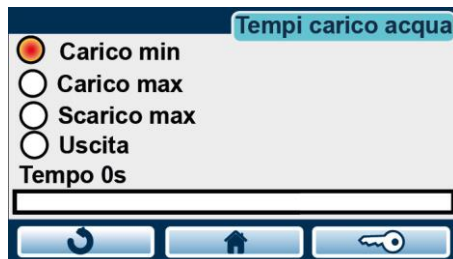 Tempi carico acqua
Carico min
Carico max
Scarico max
Uscita
Tempo 0s